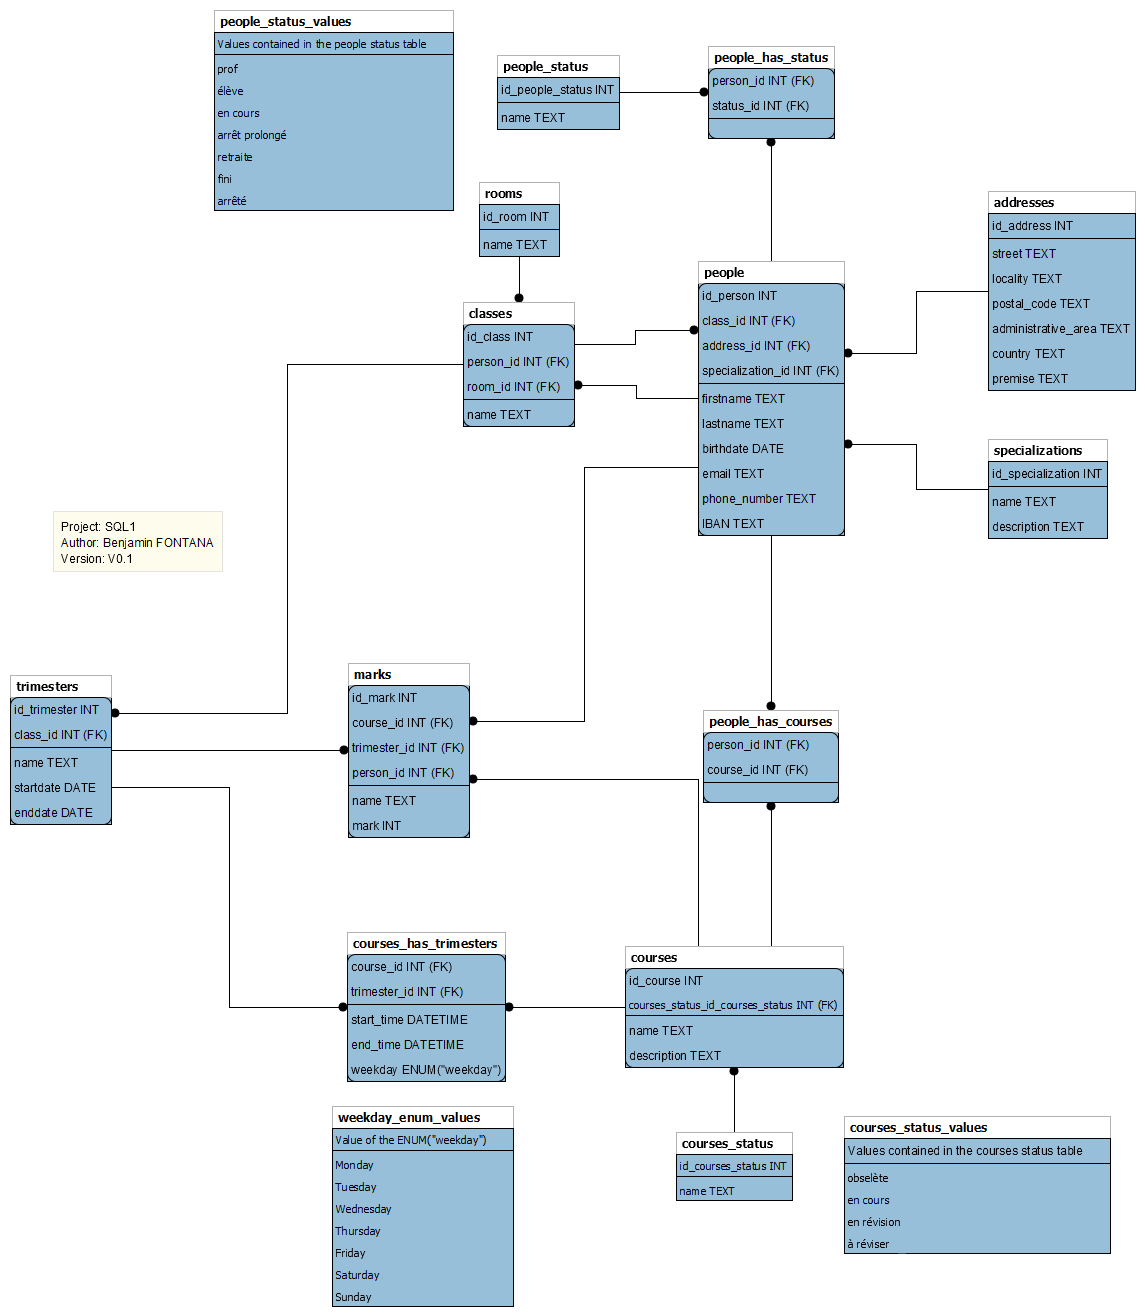 people_status_values
Values contained in the people status table
prof
élève
en cours
arrêt prolongé
retraite
fini
arrêté
people_status
id_people_status INT
name TEXT
people_has_status
person_id INT (FK)
status_id INT (FK)
rooms
id_room INT
name TEXT
addresses
id_address INT
street TEXT
locality TEXT
postal_code TEXT
administrative_area TEXT
country TEXT
premise TEXT
people
id_person INT
class_id INT (FK)
address_id INT (FK)
specialization_id INT (FK)
firstname TEXT
lastname TEXT
birthdate DATE
email TEXT
phone_number TEXT
IBAN TEXT
classes
id_class INT
person_id INT (FK)
room_id INT (FK)
name TEXT
specializations
id_specialization INT
name TEXT
description TEXT
Project: SQL1
Author: Benjamin FONTANA
Version: V0.1
trimesters
id_trimester INT
class_id INT (FK)
name TEXT
startdate DATE
enddate DATE
marks
id_mark INT
course_id INT (FK)
trimester_id INT (FK)
person_id INT (FK)
name TEXT
mark INT
people_has_courses
person_id INT (FK)
course_id INT (FK)
courses_has_trimesters
course_id INT (FK)
trimester_id INT (FK)
start_time DATETIME
end_time DATETIME
weekday ENUM("weekday")
courses
id_course INT
courses_status_id_courses_status INT (FK)
name TEXT
description TEXT
weekday_enum_values
Value of the ENUM("weekday")
Monday
Tuesday
Wednesday
Thursday
Friday
Saturday
Sunday
courses_status
id_courses_status INT
name TEXT
courses_status_values
Values contained in the courses status table
obselète
en cours
en révision
à réviser